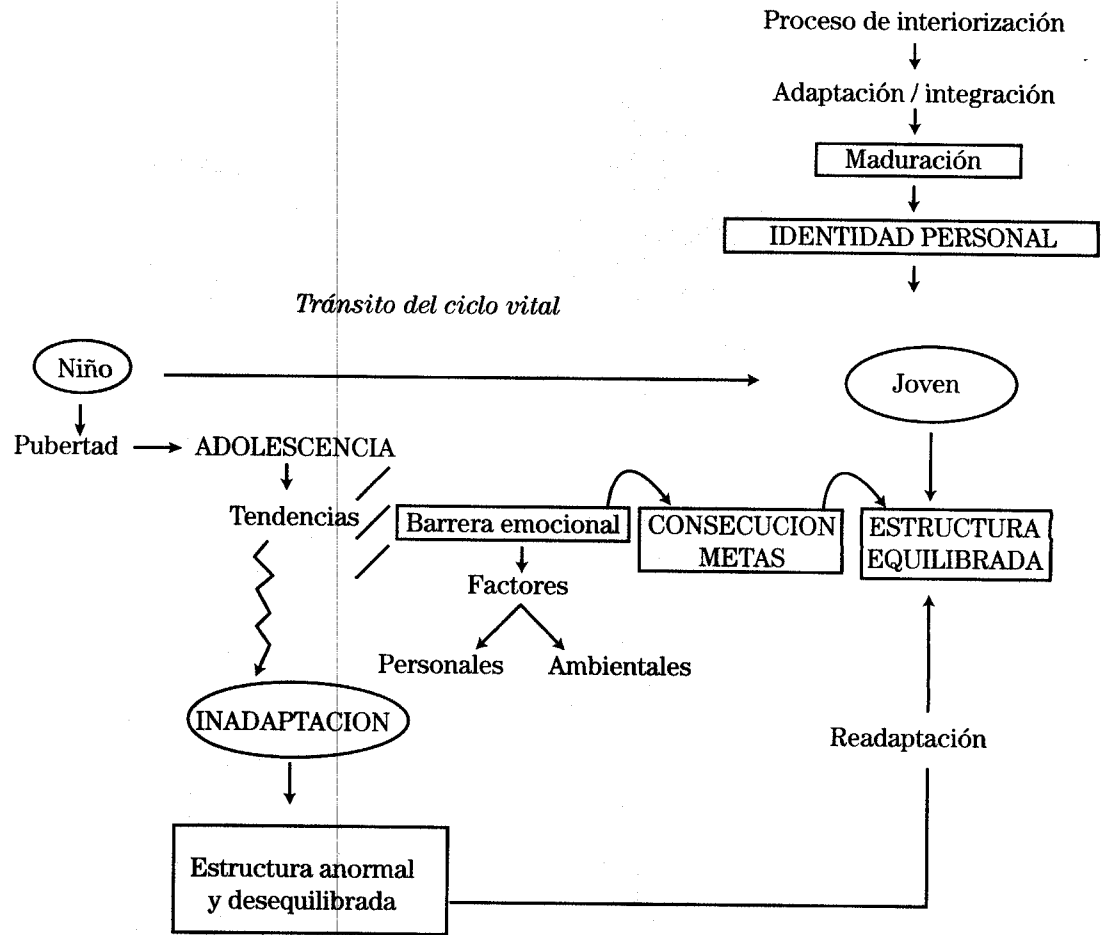 Proceso de interiorización
Adaptación / integración
Maduración
IDENTIDAD PERSONAL
Tránsito del ciclo vital
Niño
Joven
Pubertad
ADOLESCENCIA
Tendencias
Barrera emocional
CONSECUCION
METAS
ESTRUCTURA
EQUILIBRADA
Factores
Personales
Ambientales
INADAPTACION
Readaptación
Estructura anormal
y desequilibrada